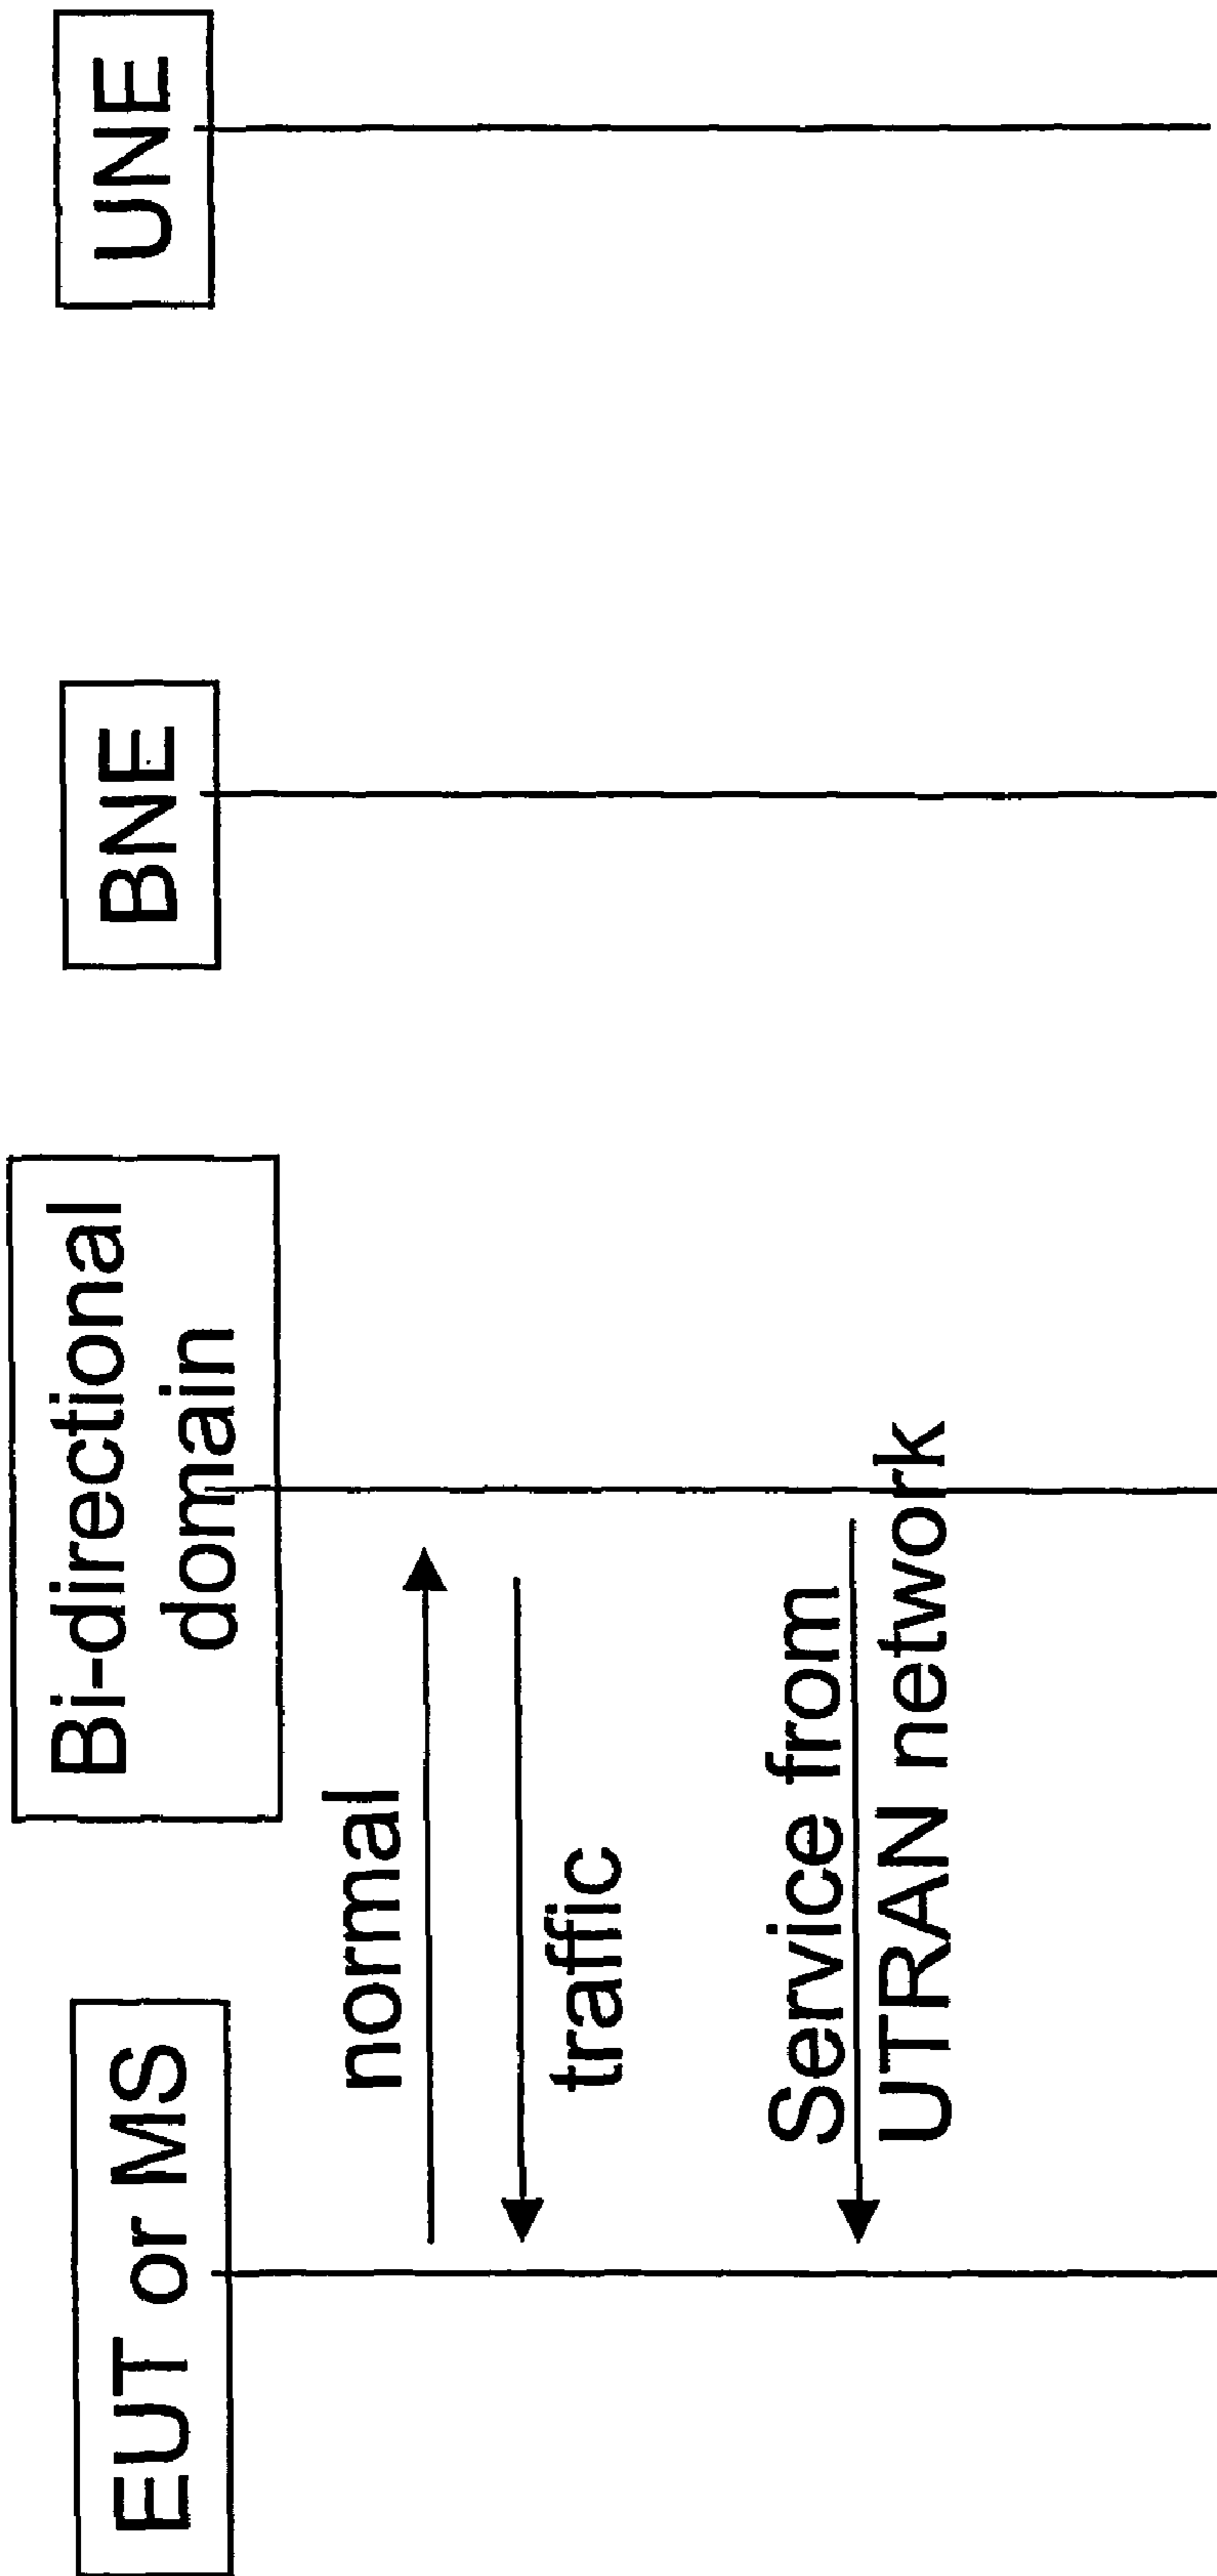 EUT or MS
Bi-directional
domain
BNE
UNE
normal
traffic
Service from
UTRAN network